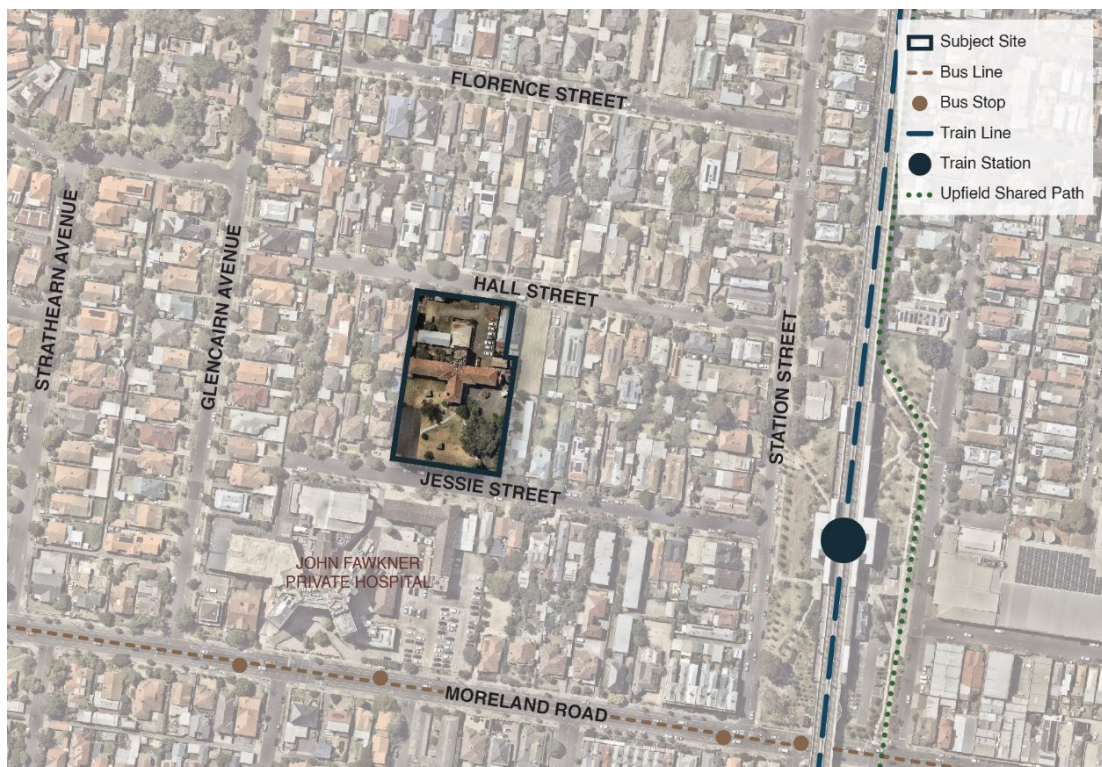 Subject Site
Bus Line
Bus Stop
Train Line
Train Station
Upfield Shared Path
FLORENCE STREET
STRATHEARN AVENUE
GLENCAIRN AVENUE
HALL STREET
STATION STREET
JESSIE STREET
JOHN FAWKNER
PRIVATE HOSPITAL
MORELAND ROAD